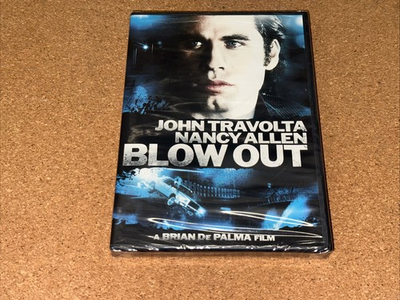 JOHN TRAVOLTA
NANCY ALLEN
BLOW OUT
A BRIAN DE PALMA FILM